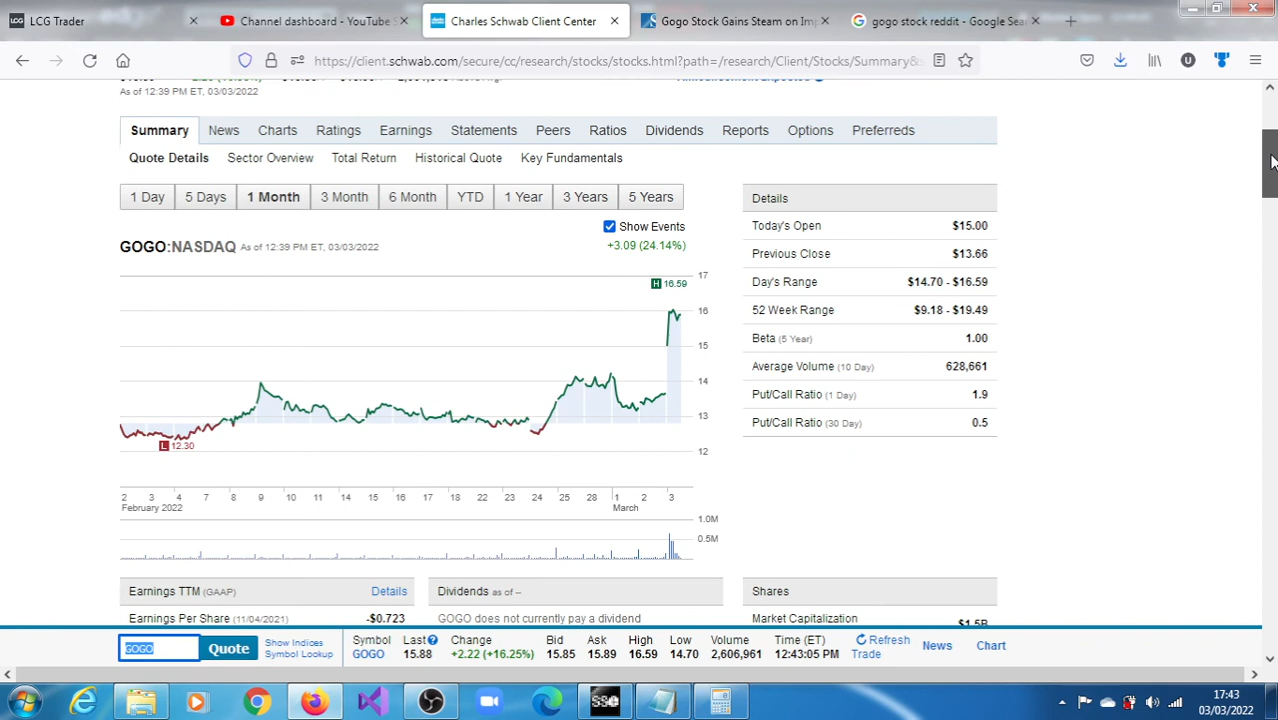 LCG Trader
Channel dashboard - YouTube S
Charles Schwab Client Center
Gogo Stock Gains Steam on Imp
gogo stock reddit - Google Sea
https://client.schwab.com/secure/cq/research/stocks/stocks.html?path=/research/Client/Stocks/Summary&
As of 12:39 PM ET, 03/03/2022
Summary News Charts Ratings Earnings Statements Peers Ratios Dividends Reports Options Preferreds
Quote Details Sector Overview Total Return Historical Quote Key Fundamentals
1 Day 5 Days 1 Month 3 Month 6 Month YTD 1 Year 3 Years 5 Years
Show Events
GOGO:NASDAQ As of 12:39 PM ET, 03/03/2022
+3.09 (24.14%)
H 16.59
17
16
15
14
13
12
L 12.30
2 3 4 7 8 9 10 11 14 15 16 17 18 22 23 24 25 28 1 2 3
February 2022 March
1.0M
0.5M
Details
Today's Open $15.00
Previous Close $13.66
Day's Range $14.70 - $16.59
52 Week Range $9.18 - $19.49
Beta (5 Year) 1.00
Average Volume (10 Day) 628,661
Put/Call Ratio (1 Day) 1.9
Put/Call Ratio (30 Day) 0.5
Earnings TTM (GAAP) Details
Earnings Per Share (11/04/2021) -$0.723
Dividends as of --
GOGO does not currently pay a dividend
Shares
Market Capitalization $1.5B
GOGO
Quote
Show Indices
Symbol Lookup
Symbol Last Change Bid Ask High Low Volume Time (ET) Refresh
GOGO 15.88 +2.22 (+16.25%) 15.85 15.89 16.59 14.70 2,606,961 12:43:05 PM Trade
News
Chart
SSO
17:43
03/03/2022